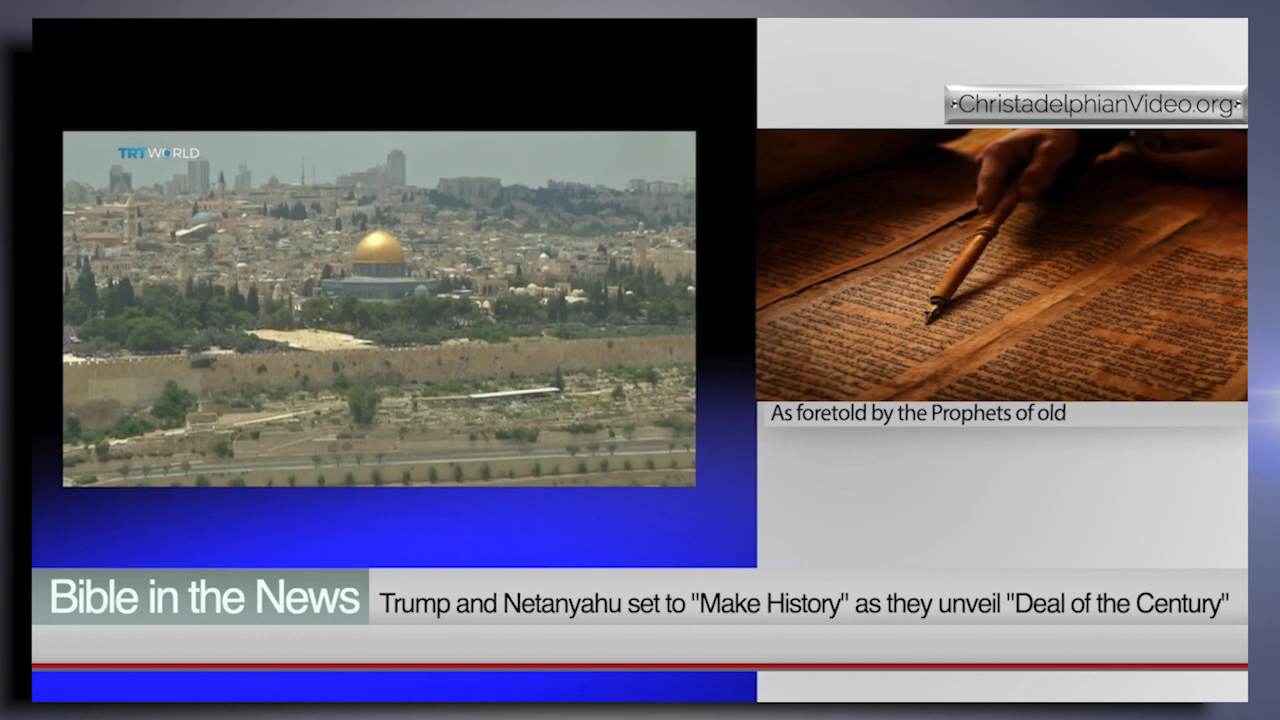 TRT WORLD
ChristadelphianVideo.org
As foretold by the Prophets of old
Bible in the News
Trump and Netanyahu set to "Make History" as they unveil "Deal of the Century"